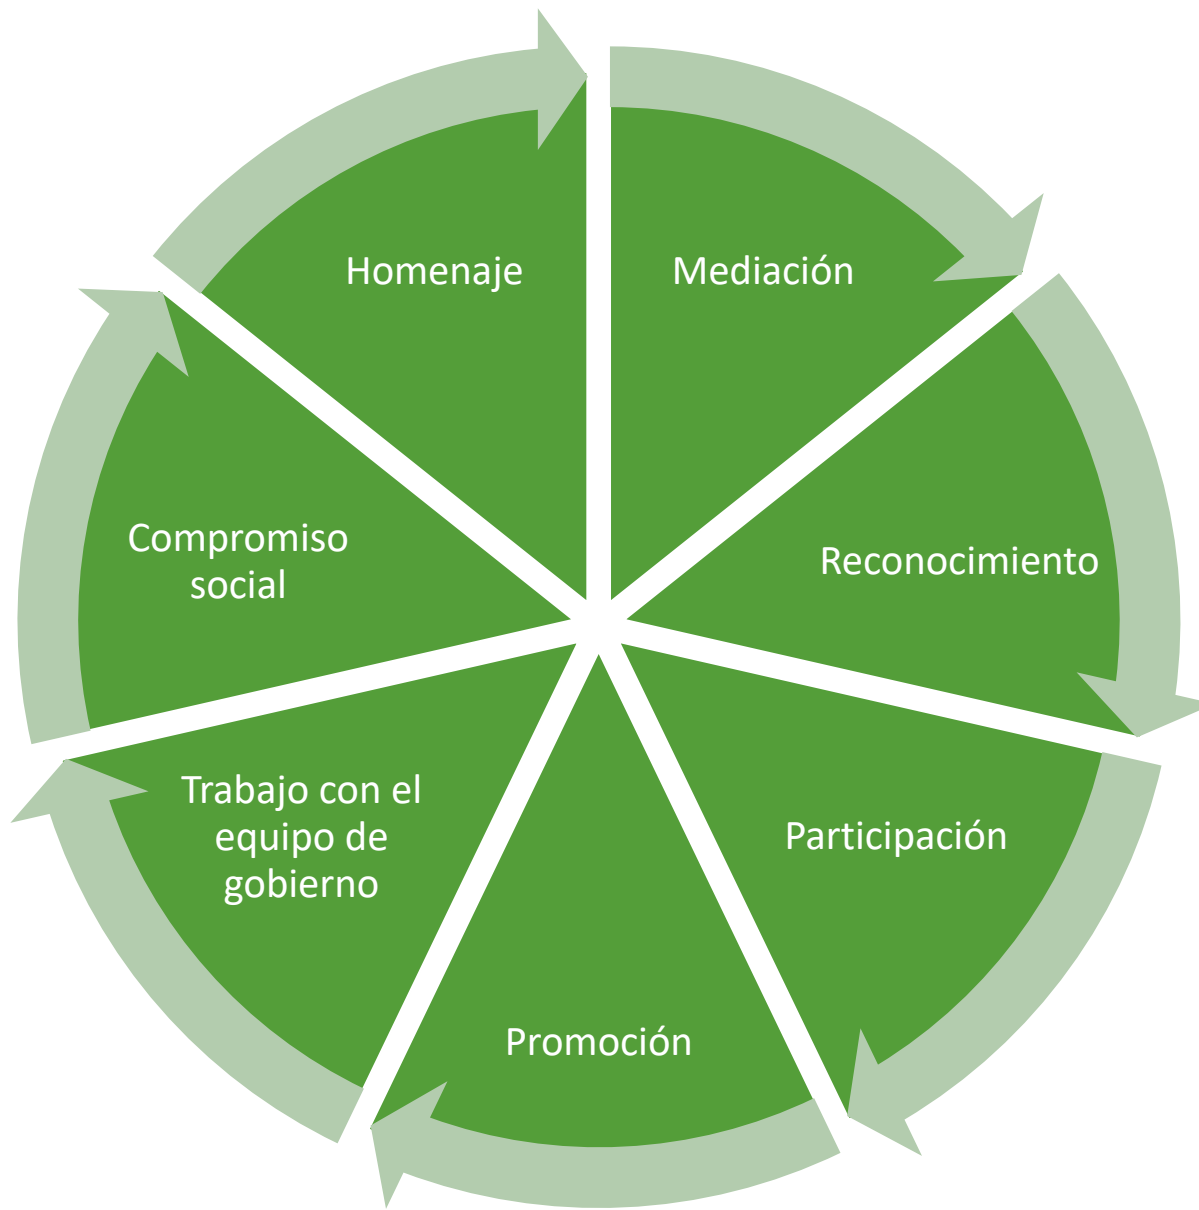 Homenaje
Mediación
Reconocimiento
Participación
Promoción
Trabajo con el
equipo de
gobierno
Compromiso
social